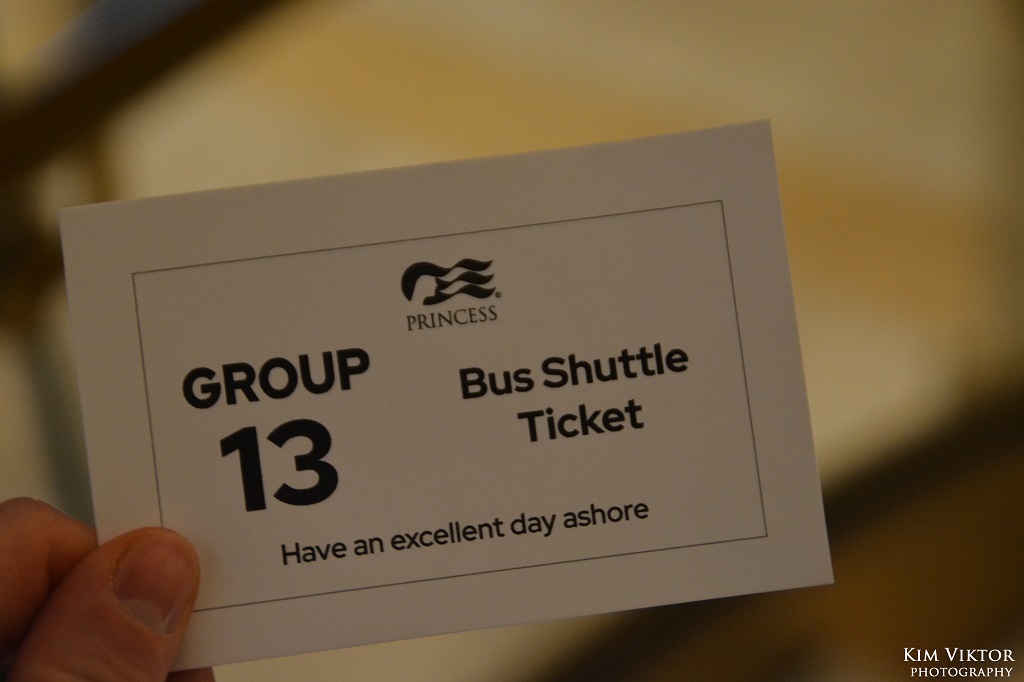 PRINCESS®
GROUP
13
Bus Shuttle
Ticket
Have an excellent day ashore
KIM VIKTOR
PHOTOGRAPHY